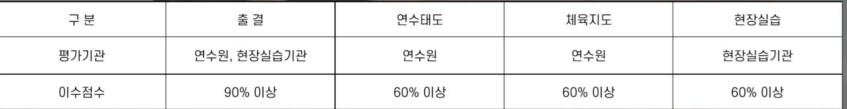 구 분 출 결 연수태도 체육지도 현장실습
평가기관 연수원, 현장실습기관 연수원 연수원 현장실습기관
이수점수 90% 이상 60% 이상 60% 이상 60% 이상